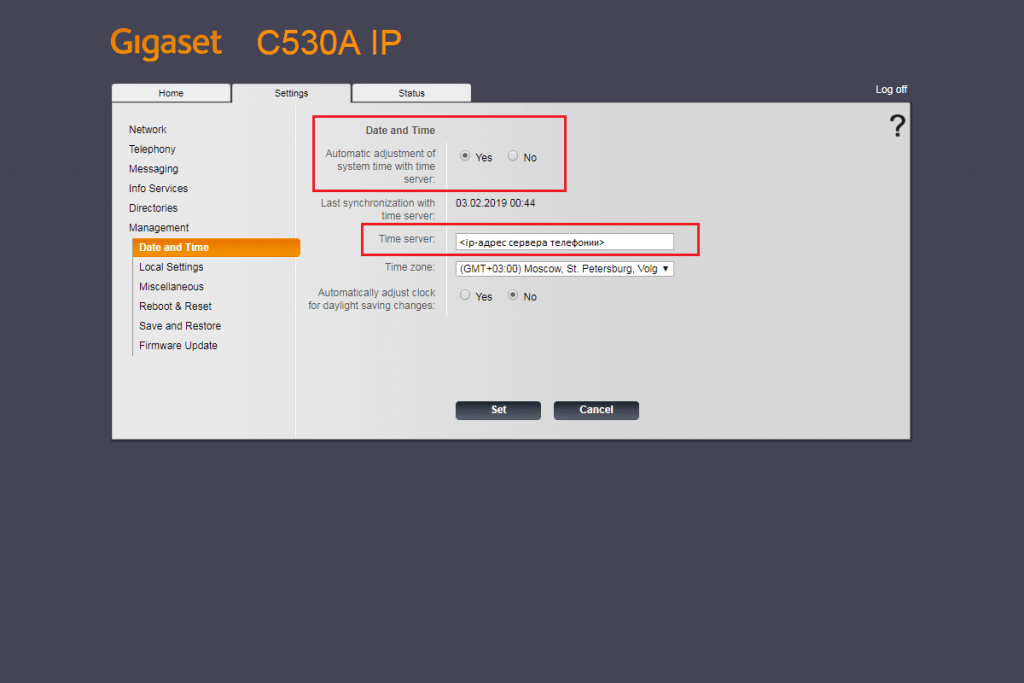 Gigaset C530A IP
Home Settings Status Log off
?
Network
Telephony
Messaging
Info Services
Directories
Management
Date and Time
Local Settings
Miscellaneous
Reboot & Reset
Save and Restore
Firmware Update
Date and Time
Automatic adjustment of
system time with time
server:
Yes No
Last synchronization with
time server:
03.02.2019 00:44
Time server:
<ip-адрес сервера телефонии>
Time zone:
(GMT+03:00) Moscow, St. Petersburg, Volg
Automatically adjust clock
for daylight saving changes:
Yes No
Set Cancel